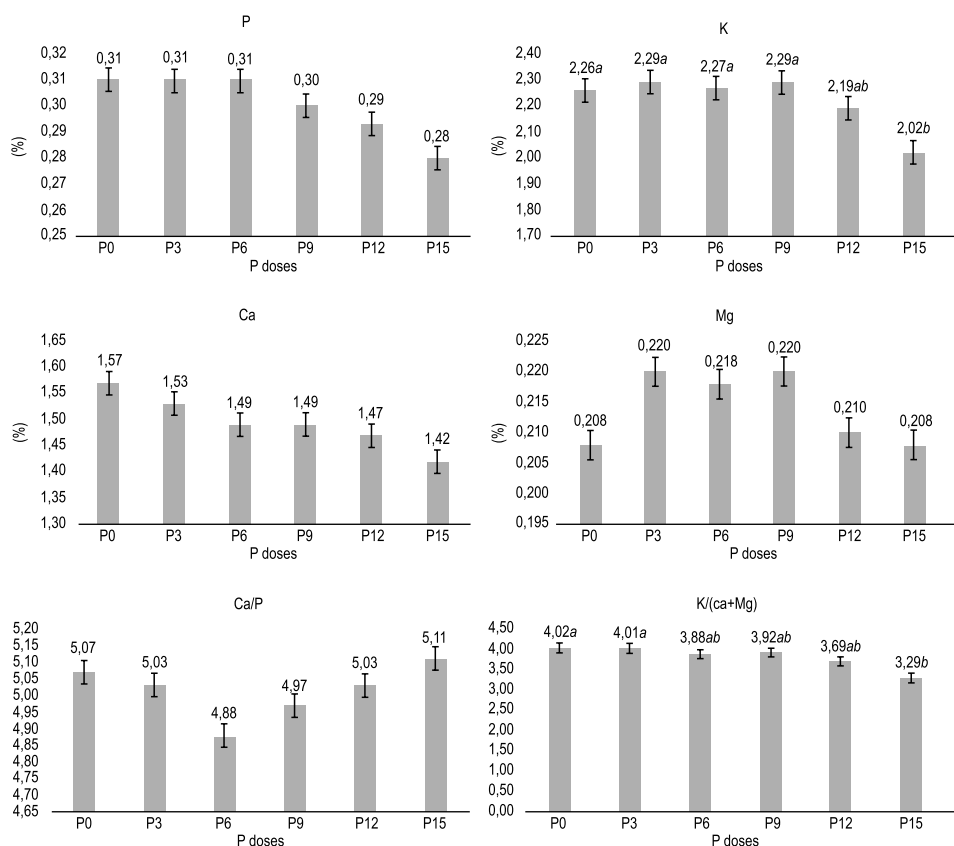 P
0,32
0,31
0,30
0,29
0,28
0,27
0,26
0,25
(%)
0,31
0,31
0,31
0,30
0,29
0,28
P0 P3 P6 P9 P12 P15
P doses
K
2,40
2,30
2,20
2,10
2,00
1,90
1,80
1,70
(%)
2,26a
2,29a
2,27a
2,29a
2,19ab
2,02b
P0 P3 P6 P9 P12 P15
P doses
Ca
1,65
1,60
1,55
1,50
1,45
1,40
1,35
1,30
(%)
1,57
1,53
1,49
1,49
1,47
1,42
P0 P3 P6 P9 P12 P15
P doses
Mg
0,225
0,220
0,215
0,210
0,205
0,200
0,195
(%)
0,208
0,220
0,218
0,220
0,210
0,208
P0 P3 P6 P9 P12 P15
P doses
Ca/P
5,20
5,15
5,10
5,05
5,00
4,95
4,90
4,85
4,80
4,75
4,70
4,65
5,07
5,03
4,88
4,97
5,03
5,11
P0 P3 P6 P9 P12 P15
P doses
K/(ca+Mg)
4,50
4,00
3,50
3,00
2,50
2,00
1,50
1,00
0,50
0,00
4,02a
4,01a
3,88ab
3,92ab
3,69ab
3,29b
P0 P3 P6 P9 P12 P15
P doses